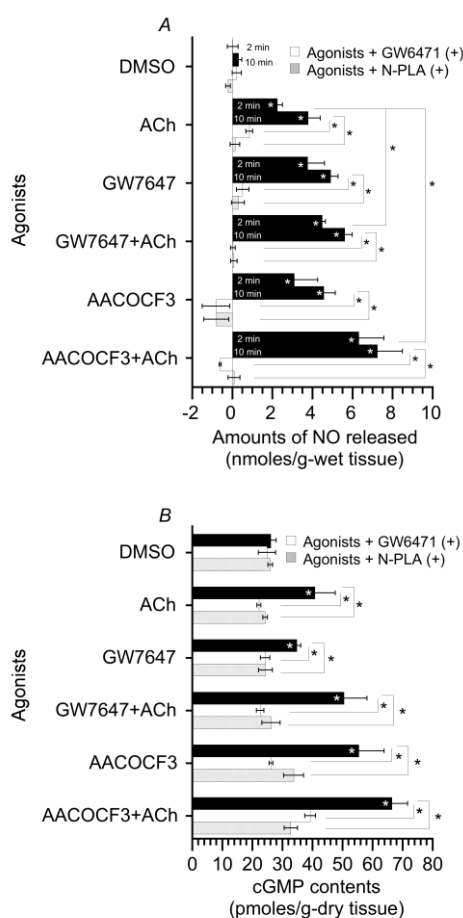 A
Agonists + GW6471 (+)
Agonists + N-PLA (+)
2 min
10 min
DMSO
2 min *
10 min *
* *
ACh
2 min *
10 min *
* *
GW7647
*
2 min *
10 min *
* *
GW7647+ACh
*
2 min *
10 min *
* *
AACOCF3
2 min *
10 min *
* *
AACOCF3+ACh
Agonists
-2 0 2 4 6 8 10
Amounts of NO released
(nmoles/g-wet tissue)
B
Agonists + GW6471 (+)
Agonists + N-PLA (+)
DMSO
* * *
ACh
* * *
GW7647
* * *
GW7647+ACh
* * *
AACOCF3
* * *
AACOCF3+ACh
Agonists
0 10 20 30 40 50 60 70 80
cGMP contents
(pmoles/g-dry tissue)